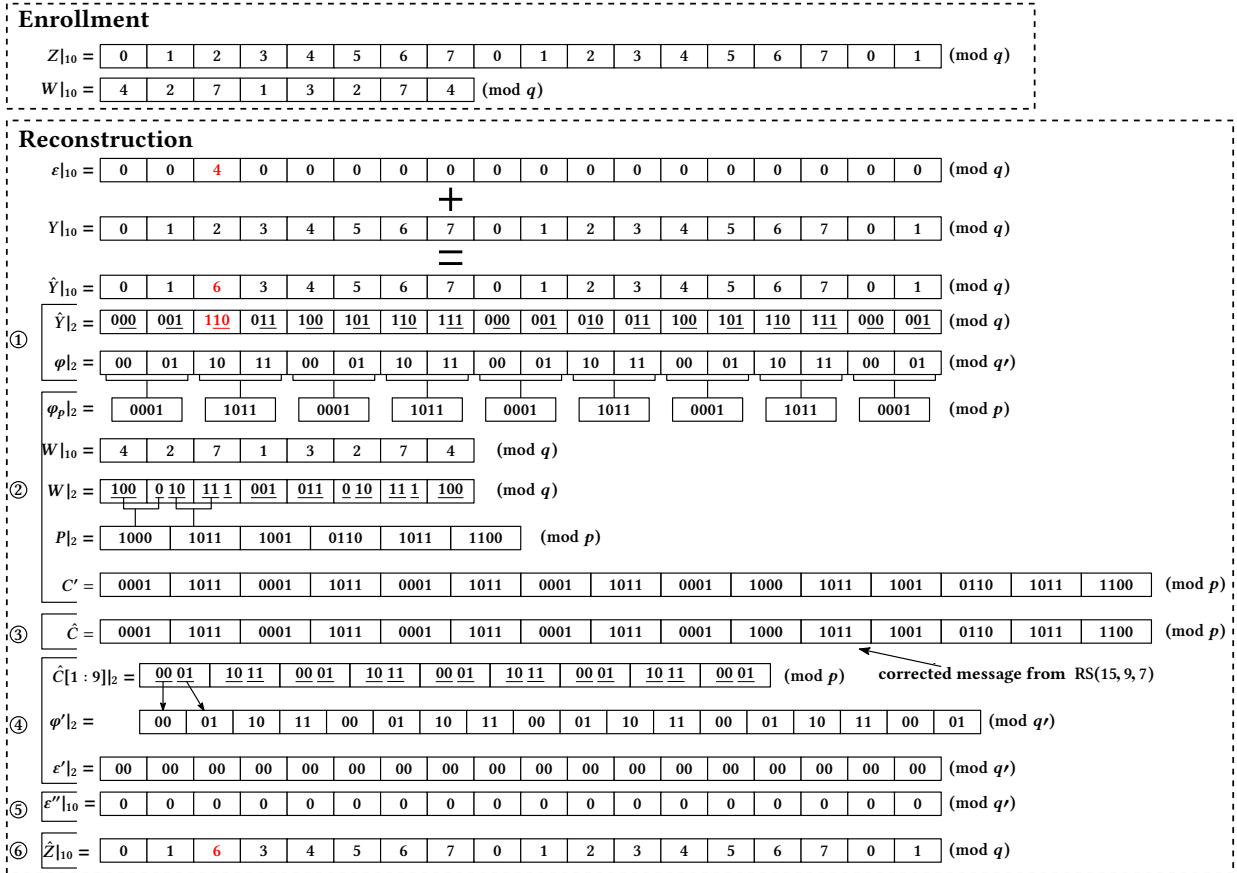 Enrollment
Z|10 = 0 1 2 3 4 5 6 7 0 1 2 3 4 5 6 7 0 1 (mod q)
W|10 = 4 2 7 1 3 2 7 4 (mod q)
Reconstruction
ε|10 = 0 0 4 0 0 0 0 0 0 0 0 0 0 0 0 0 0 0 (mod q)
+
Y|10 = 0 1 2 3 4 5 6 7 0 1 2 3 4 5 6 7 0 1 (mod q)
=
Ŷ|10 = 0 1 6 3 4 5 6 7 0 1 2 3 4 5 6 7 0 1 (mod q)
① Ŷ|2 = 000 001 110 011 100 101 110 111 000 001 010 011 100 101 110 111 000 001 (mod q)
φ|2 = 00 01 10 11 00 01 10 11 00 01 10 11 00 01 10 11 00 01 (mod q′)
φp|2 = 0001 1011 0001 1011 0001 1011 0001 1011 0001 (mod p)
W|10 = 4 2 7 1 3 2 7 4 (mod q)
② W|2 = 100 0 10 11 1 001 011 0 10 11 1 100 (mod q)
P|2 = 1000 1011 1001 0110 1011 1100 (mod p)
C′ = 0001 1011 0001 1011 0001 1011 0001 1011 0001 1000 1011 1001 0110 1011 1100 (mod p)
③ Ĉ = 0001 1011 0001 1011 0001 1011 0001 1011 0001 1000 1011 1001 0110 1011 1100 (mod p)
Ĉ[1 : 9]|2 = 00 01 10 11 00 01 10 11 00 01 10 11 00 01 10 11 00 01 (mod p)
corrected message from RS(15, 9, 7)
④ φ′|2 = 00 01 10 11 00 01 10 11 00 01 10 11 00 01 10 11 00 01 (mod q′)
ε′|2 = 00 00 00 00 00 00 00 00 00 00 00 00 00 00 00 00 00 00 (mod q′)
⑤ ε″|10 = 0 0 0 0 0 0 0 0 0 0 0 0 0 0 0 0 0 0 (mod q′)
⑥ Ẑ|10 = 0 1 6 3 4 5 6 7 0 1 2 3 4 5 6 7 0 1 (mod q)